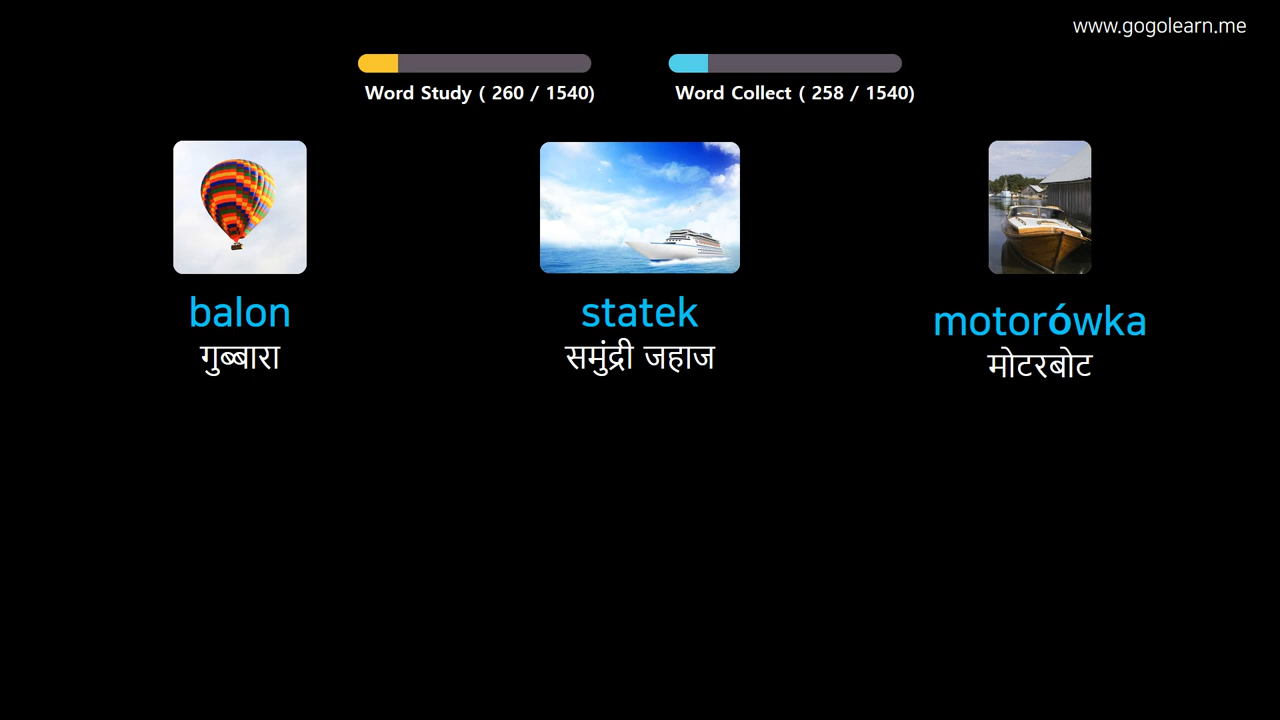 www.gogolearn.me
Word Study ( 260 / 1540)
Word Collect ( 258 / 1540)
balon
गुब्बारा
statek
समुंद्री जहाज
motorówka
मोटरबोट